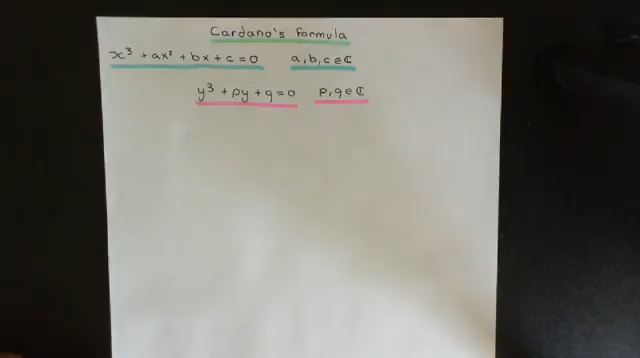 Cardano's Formula
x³ + ax² + bx + c = 0 a, b, c ∈ ℂ
y³ + py + q = 0 p, q ∈ ℂ